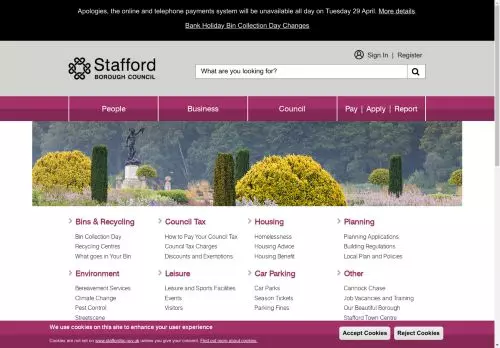 Apologies, the online and telephone payments system will be unavailable all day on Tuesday 29 April. More details.
Bank Holiday Bin Collection Day Changes
Stafford
BOROUGH COUNCIL
Sign In | Register
What are you looking for?
People
Business
Council
Pay | Apply | Report
Bins & Recycling
Council Tax
Housing
Planning
Bin Collection Day
How to Pay Your Council Tax
Homelessness
Planning Applications
Recycling Centres
Council Tax Charges
Housing Advice
Building Regulations
What goes in Your Bin
Discounts and Exemptions
Housing Benefit
Local Plan and Policies
Environment
Leisure
Car Parking
Other
Bereavement Services
Leisure and Sports Facilities
Car Parks
Cannock Chase
Climate Change
Events
Season Tickets
Job Vacancies and Training
Pest Control
Visitors
Parking Fines
Our Beautiful Borough
Streetscene
Stafford Town Centre
We use cookies on this site to enhance your user experience
Cookies are not set on www.staffordbc.gov.uk unless you give your consent. Find out more about cookies.
Accept Cookies
Reject Cookies